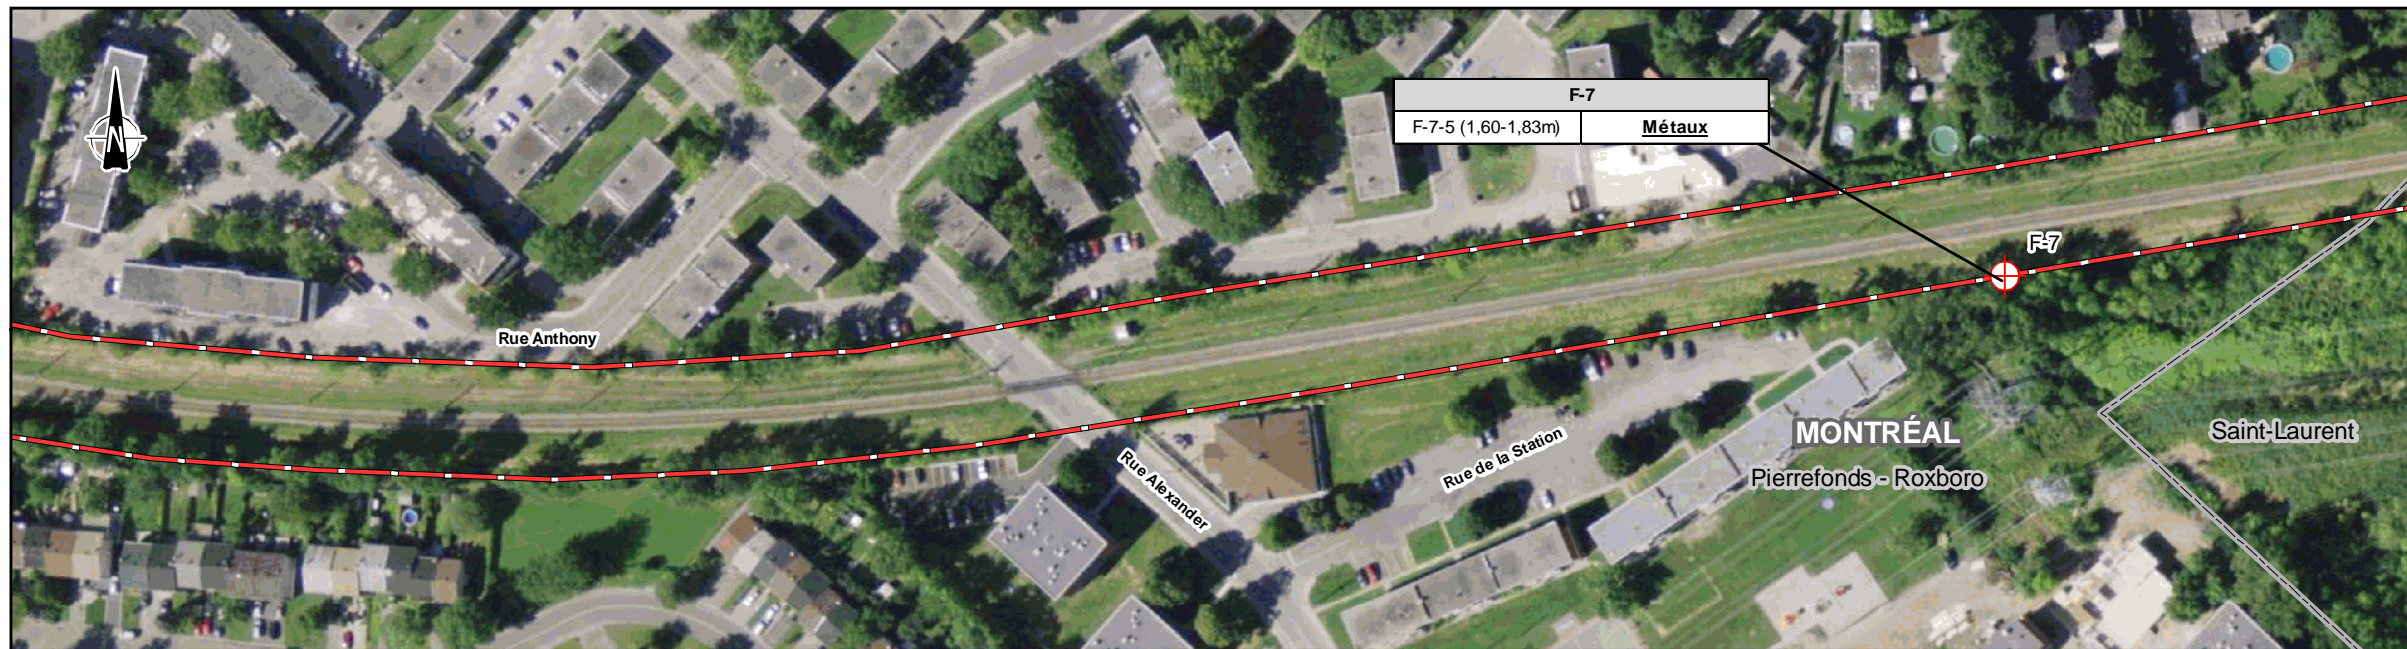 N
F-7
F-7-5 (1,60-1,83m) Métaux
F-7
Rue Anthony
Rue Alexander
Rue de la Station
MONTRÉAL
Pierrefonds - Roxboro
Saint-Laurent